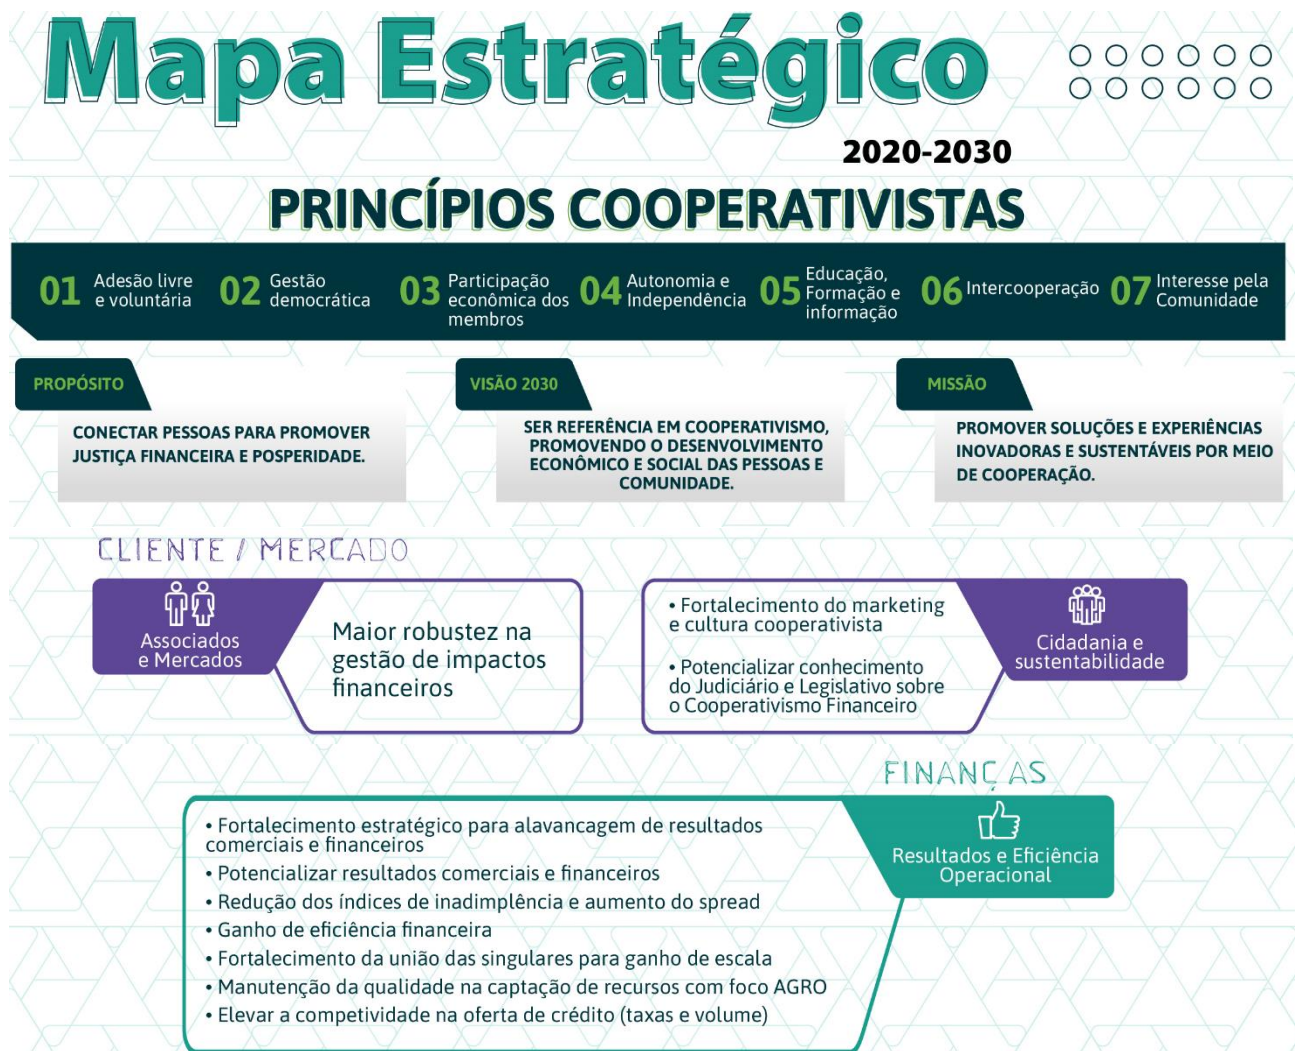 Mapa Estratégico
2020-2030
PRINCÍPIOS COOPERATIVISTAS
01 Adesão livre
e voluntária
02 Gestão
democrática
03 Participação
econômica dos
membros
04 Autonomia e
Independência
05 Educação,
Formação e
informação
06 Intercooperação
07 Interesse pela
Comunidade
PROPÓSITO
CONECTAR PESSOAS PARA PROMOVER
JUSTIÇA FINANCEIRA E POSPERIDADE.
VISÃO 2030
SER REFERÊNCIA EM COOPERATIVISMO,
PROMOVENDO O DESENVOLVIMENTO
ECONÔMICO E SOCIAL DAS PESSOAS E
COMUNIDADE.
MISSÃO
PROMOVER SOLUÇÕES E EXPERIÊNCIAS
INOVADORAS E SUSTENTÁVEIS POR MEIO
DE COOPERAÇÃO.
CLIENTE / MERCADO
Associados
e Mercados
Maior robustez na
gestão de impactos
financeiros
• Fortalecimento do marketing
e cultura cooperativista
• Potencializar conhecimento
do Judiciário e Legislativo sobre
o Cooperativismo Financeiro
Cidadania e
sustentabilidade
FINANÇ AS
Resultados e Eficiência
Operacional
• Fortalecimento estratégico para alavancagem de resultados
comerciais e financeiros
• Potencializar resultados comerciais e financeiros
• Redução dos índices de inadimplência e aumento do spread
• Ganho de eficiência financeira
• Fortalecimento da união das singulares para ganho de escala
• Manutenção da qualidade na captação de recursos com foco AGRO
• Elevar a competividade na oferta de crédito (taxas e volume)